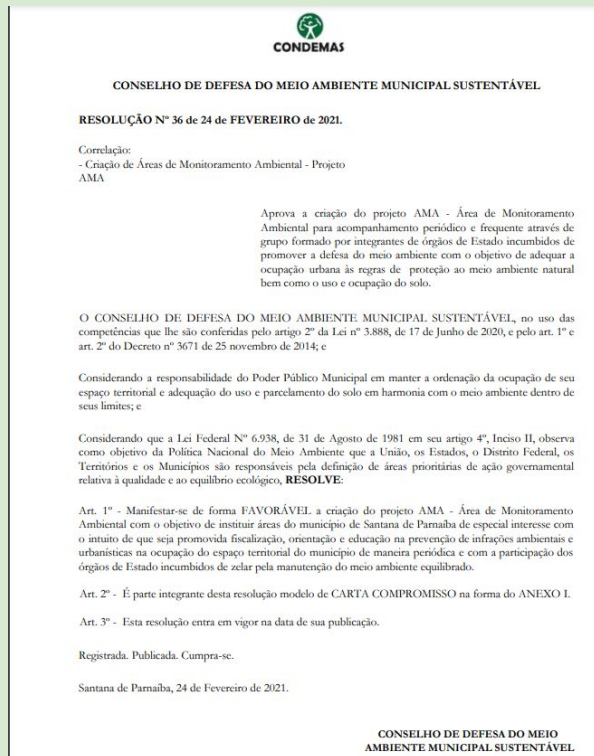 CONDEMAS
CONSELHO DE DEFESA DO MEIO AMBIENTE MUNICIPAL SUSTENTÁVEL
RESOLUÇÃO Nº 36 de 24 de FEVEREIRO de 2021.
Correlação:
- Criação de Áreas de Monitoramento Ambiental - Projeto
AMA
Aprova a criação do projeto AMA - Área de Monitoramento
Ambiental para acompanhamento periódico e frequente através de
grupo formado por integrantes de órgãos de Estado incumbidos de
promover a defesa do meio ambiente com o objetivo de adequar a
ocupação urbana às regras de proteção ao meio ambiente natural
bem como o uso e ocupação do solo.
O CONSELHO DE DEFESA DO MEIO AMBIENTE MUNICIPAL SUSTENTÁVEL, no uso das
competências que lhe são conferidas pelo artigo 2º da Lei nº 3.888, de 17 de Junho de 2020, e pelo art. 1º e
art. 2º do Decreto nº 3671 de 25 novembro de 2014; e
Considerando a responsabilidade do Poder Público Municipal em manter a ordenação da ocupação de seu
espaço territorial e adequação do uso e parcelamento do solo em harmonia com o meio ambiente dentro de
seus limites; e
Considerando que a Lei Federal Nº 6.938, de 31 de Agosto de 1981 em seu artigo 4º, Inciso II, observa
como objetivo da Política Nacional do Meio Ambiente que a União, os Estados, o Distrito Federal, os
Territórios e os Municípios são responsáveis pela definição de áreas prioritárias de ação governamental
relativa à qualidade e ao equilíbrio ecológico, RESOLVE:
Art. 1º - Manifestar-se de forma FAVORÁVEL a criação do projeto AMA - Área de Monitoramento
Ambiental com o objetivo de instituir áreas do município de Santana de Parnaíba de especial interesse com
o intuito de que seja promovida fiscalização, orientação e educação na prevenção de infrações ambientais e
urbanísticas na ocupação do espaço territorial do município de maneira periódica e com a participação dos
órgãos de Estado incumbidos de zelar pela manutenção do meio ambiente equilibrado.
Art. 2º - É parte integrante desta resolução modelo de CARTA COMPROMISSO na forma do ANEXO I.
Art. 3º - Esta resolução entra em vigor na data de sua publicação.
Registrada. Publicada. Cumpra-se.
Santana de Parnaíba, 24 de Fevereiro de 2021.
CONSELHO DE DEFESA DO MEIO
AMBIENTE MUNICIPAL SUSTENTÁVEL